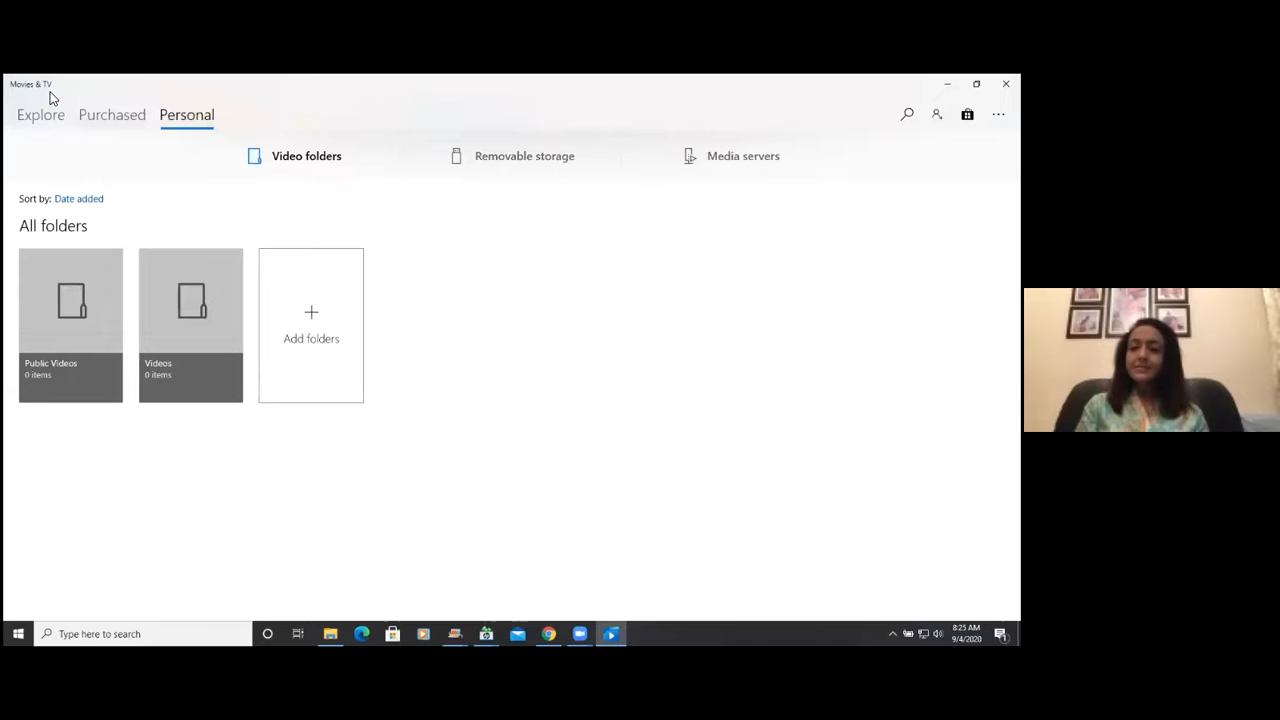 Movies & TV
Explore Purchased Personal
Video folders Removable storage Media servers
Sort by: Date added
All folders
Add folders
Public Videos
0 items
Videos
0 items
Type here to search
8:25 AM
9/4/2020
1